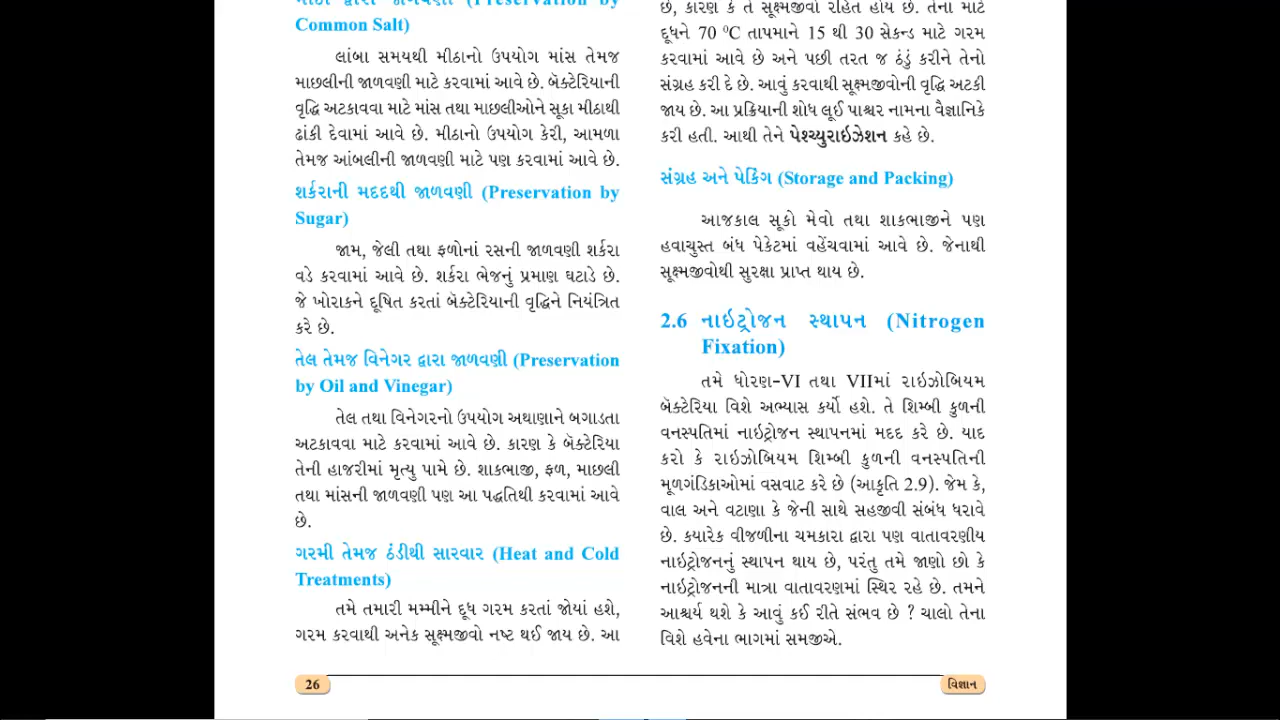 મીઠા દ્વારા જાળવણી (Preservation by
Common Salt)
લાંબા સમયથી મીઠાનો ઉપયોગ માંસ તેમજ
માછલીની જાળવણી માટે કરવામાં આવે છે. બૅક્ટેરિયાની
વૃદ્ધિ અટકાવવા માટે માંસ તથા માછલીઓને સૂકા મીઠાથી
ઢાંકી દેવામાં આવે છે. મીઠાનો ઉપયોગ કેરી, આમળા
તેમજ આંબલીની જાળવણી માટે પણ કરવામાં આવે છે.
શર્કરાની મદદથી જાળવણી (Preservation by
Sugar)
જામ, જેલી તથા ફળોનાં રસની જાળવણી શર્કરા
વડે કરવામાં આવે છે. શર્કરા ભેજનું પ્રમાણ ઘટાડે છે.
જે ખોરાકને દૂષિત કરતાં બૅક્ટેરિયાની વૃદ્ધિને નિયંત્રિત
કરે છે.
તેલ તેમજ વિનેગર દ્વારા જાળવણી (Preservation
by Oil and Vinegar)
તેલ તથા વિનેગરનો ઉપયોગ અથાણાને બગાડતા
અટકાવવા માટે કરવામાં આવે છે. કારણ કે બૅક્ટેરિયા
તેની હાજરીમાં મૃત્યુ પામે છે. શાકભાજી, ફળ, માછલી
તથા માંસની જાળવણી પણ આ પદ્ધતિથી કરવામાં આવે
છે.
ગરમી તેમજ ઠંડીથી સારવાર (Heat and Cold
Treatments)
તમે તમારી મમ્મીને દૂધ ગરમ કરતાં જોયાં હશે,
ગરમ કરવાથી અનેક સૂક્ષ્મજીવો નષ્ટ થઈ જાય છે. આ
છે, કારણ કે તે સૂક્ષ્મજીવો રહિત હોય છે. તેના માટે
દૂધને 70 ⁰C તાપમાને 15 થી 30 સેકન્ડ માટે ગરમ
કરવામાં આવે છે અને પછી તરત જ ઠંડું કરીને તેનો
સંગ્રહ કરી દે છે. આવું કરવાથી સૂક્ષ્મજીવોની વૃદ્ધિ અટકી
જાય છે. આ પ્રક્રિયાની શોધ લૂઈ પાશ્ચર નામના વૈજ્ઞાનિકે
કરી હતી. આથી તેને પેશ્ચ્યુરાઇઝેશન કહે છે.
સંગ્રહ અને પેકિંગ (Storage and Packing)
આજકાલ સૂકો મેવો તથા શાકભાજીને પણ
હવાચુસ્ત બંધ પેકેટમાં વહેંચવામાં આવે છે. જેનાથી
સૂક્ષ્મજીવોથી સુરક્ષા પ્રાપ્ત થાય છે.
2.6 નાઇટ્રોજન સ્થાપન (Nitrogen
Fixation)
તમે ધોરણ-VI તથા VIIમાં રાઇઝોબિયમ
બૅક્ટેરિયા વિશે અભ્યાસ કર્યો હશે. તે શિમ્બી કુળની
વનસ્પતિમાં નાઇટ્રોજન સ્થાપનમાં મદદ કરે છે. યાદ
કરો કે રાઇઝોબિયમ શિમ્બી કુળની વનસ્પતિની
મૂળગંડિકાઓમાં વસવાટ કરે છે (આકૃતિ 2.9). જેમ કે,
વાલ અને વટાણા કે જેની સાથે સહજીવી સંબંધ ધરાવે
છે. કયારેક વીજળીના ચમકારા દ્વારા પણ વાતાવરણીય
નાઇટ્રોજનનું સ્થાપન થાય છે, પરંતુ તમે જાણો છો કે
નાઇટ્રોજનની માત્રા વાતાવરણમાં સ્થિર રહે છે. તમને
આશ્ચર્ય થશે કે આવું કઈ રીતે સંભવ છે ? ચાલો તેના
વિશે હવેના ભાગમાં સમજીએ.
26
વિજ્ઞાન